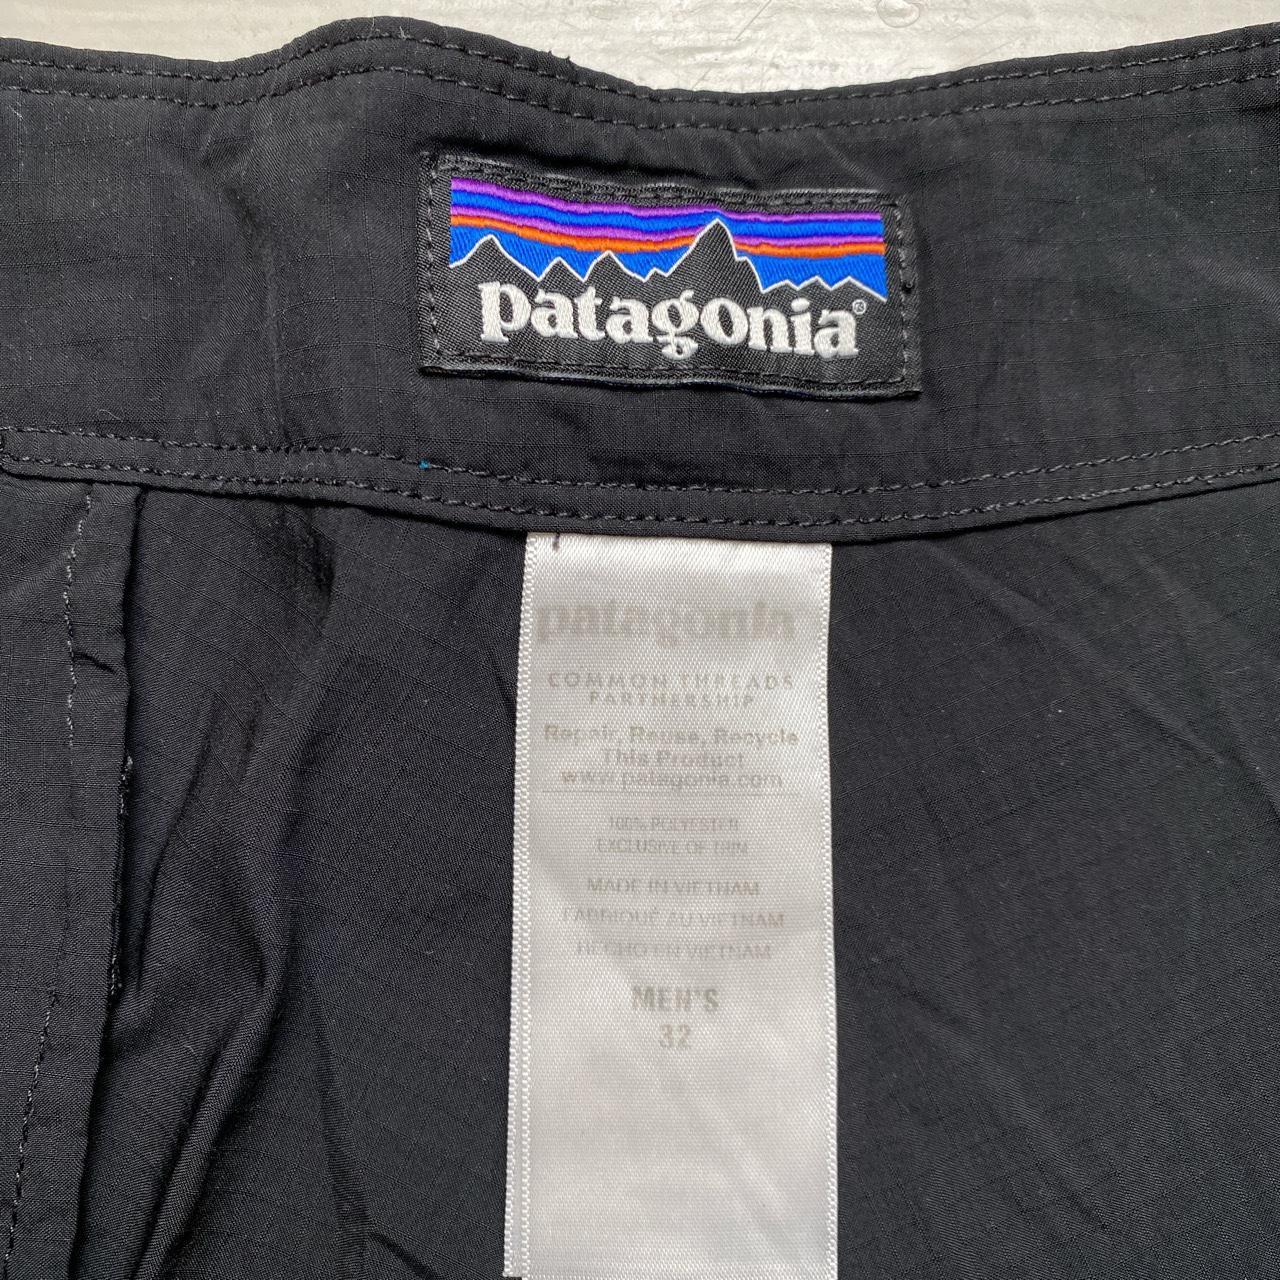 patagonia®
patagonia®
COMMON THREADS
PARTNERSHIP
Repair, Reuse, Recycle
This Product
www.patagonia.com
100% POLYESTER
EXCLUSIVE OF TRIM
MADE IN VIETNAM
FABRIQUÉ AU VIETNAM
HECHO EN VIETNAM
MEN'S
32